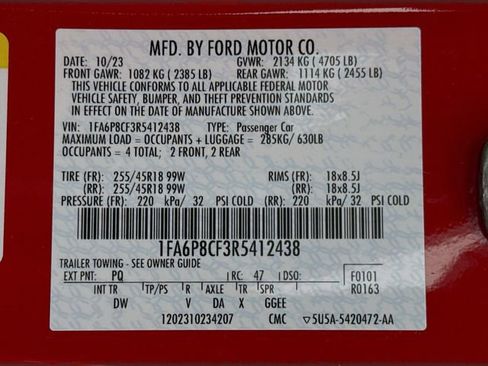 MFD. BY FORD MOTOR CO.
DATE: 10/23 GVWR: 2134 KG ( 4705 LB)
FRONT GAWR: 1082 KG ( 2385 LB) REAR GAWR: 1114 KG ( 2455 LB)
THIS VEHICLE CONFORMS TO ALL APPLICABLE FEDERAL MOTOR
VEHICLE SAFETY, BUMPER, AND THEFT PREVENTION STANDARDS
IN EFFECT ON THE DATE OF MANUFACTURE SHOWN ABOVE.
VIN: 1FA6P8CF3R5412438 TYPE: Passenger Car
MAXIMUM LOAD = OCCUPANTS + LUGGAGE = 285KG/ 630LB
OCCUPANTS = 4 TOTAL; 2 FRONT, 2 REAR
TIRE (FR): 255/45R18 99W RIMS (FR): 18x8.5J
(RR): 255/45R18 99W (RR): 18x8.5J
PRESSURE (FR): 220 kPa/ 32 PSI COLD (RR): 220 kPa/ 32 PSI COLD
1FA6P8CF3R5412438
TRAILER TOWING - SEE OWNER GUIDE
EXT PNT: PQ RC: 47 DSO: F0101
INT TR TP/PS R AXLE TR SPR R0163
DW V DA X GGEE
1202310234207 CMC ▽5U5A-5420472-AA